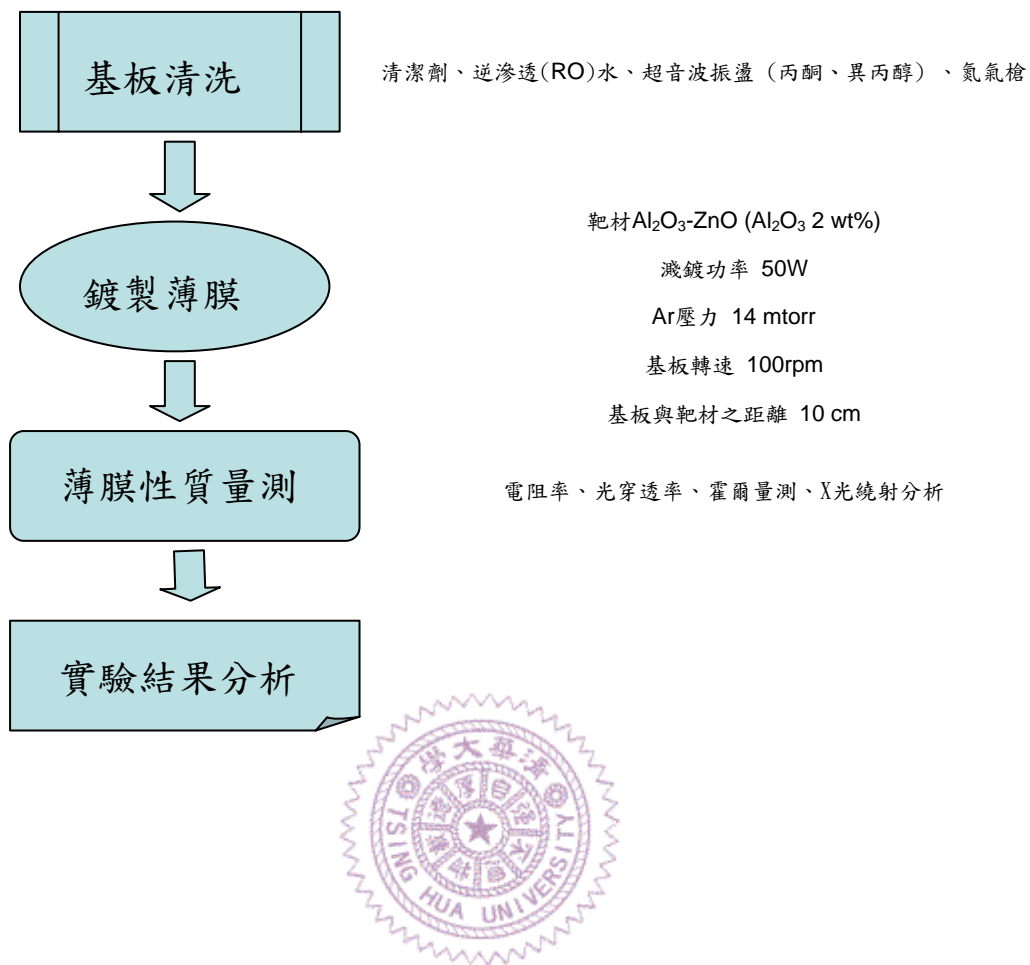 基板清洗
清潔劑、逆滲透(RO)水、超音波振盪（丙酮、異丙醇）、氮氣槍
鍍製薄膜
靶材Al₂O₃-ZnO (Al₂O₃ 2 wt%)
濺鍍功率 50W
Ar壓力 14 mtorr
基板轉速 100rpm
基板與靶材之距離 10 cm
薄膜性質量測
電阻率、光穿透率、霍爾量測、X光繞射分析
實驗結果分析
學大華清
TSING HUA UNIVERSITY